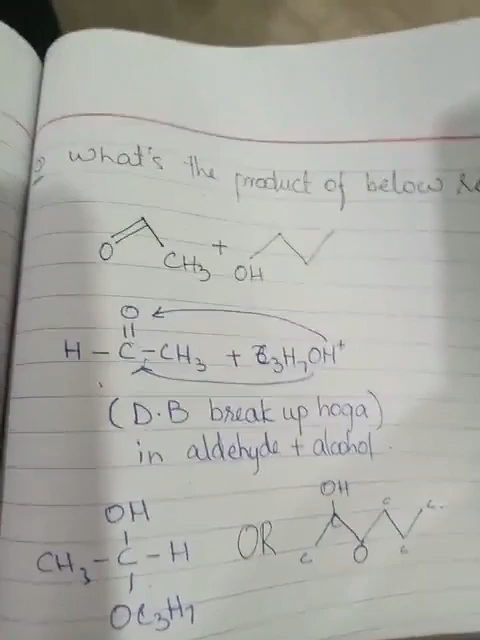 Q What's the product of below
O CH3 + OH
O
H - C - CH3 + C3H7OH+
(D.B break up hoga)
in aldehyde + alcohol.
OH
OH
CH3 - C - H OR
C O C C C
OC3H7